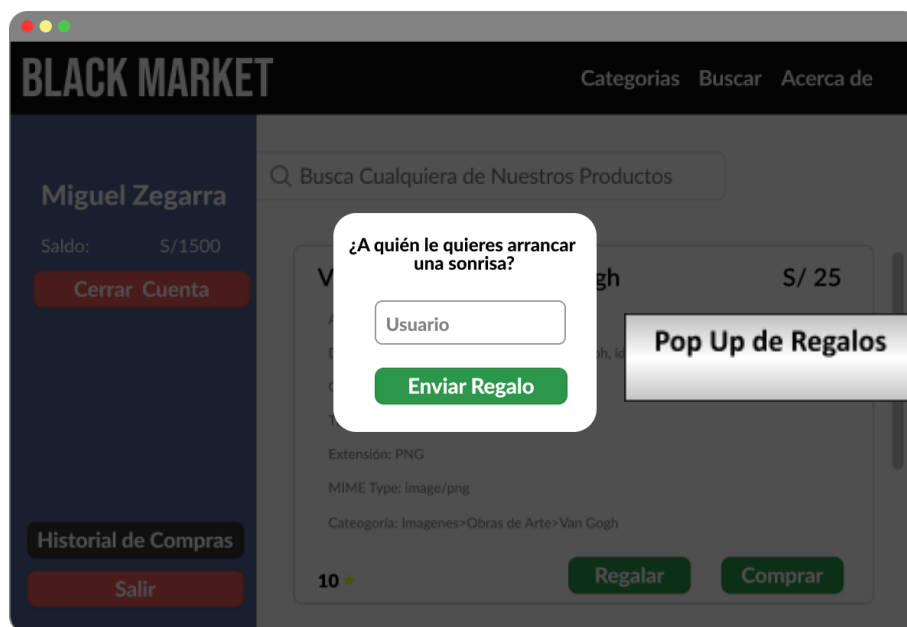 BLACK MARKET
Categorias Buscar Acerca de
Busca Cualquiera de Nuestros Productos
Miguel Zegarra
Saldo: S/1500
Cerrar Cuenta
Historial de Compras
Salir
¿A quién le quieres arrancar
una sonrisa?
Usuario
Enviar Regalo
S/ 25
Pop Up de Regalos
Extensión: PNG
MIME Type: image/png
Cateogoría: Imagenes>Obras de Arte>Van Gogh
10
Regalar Comprar